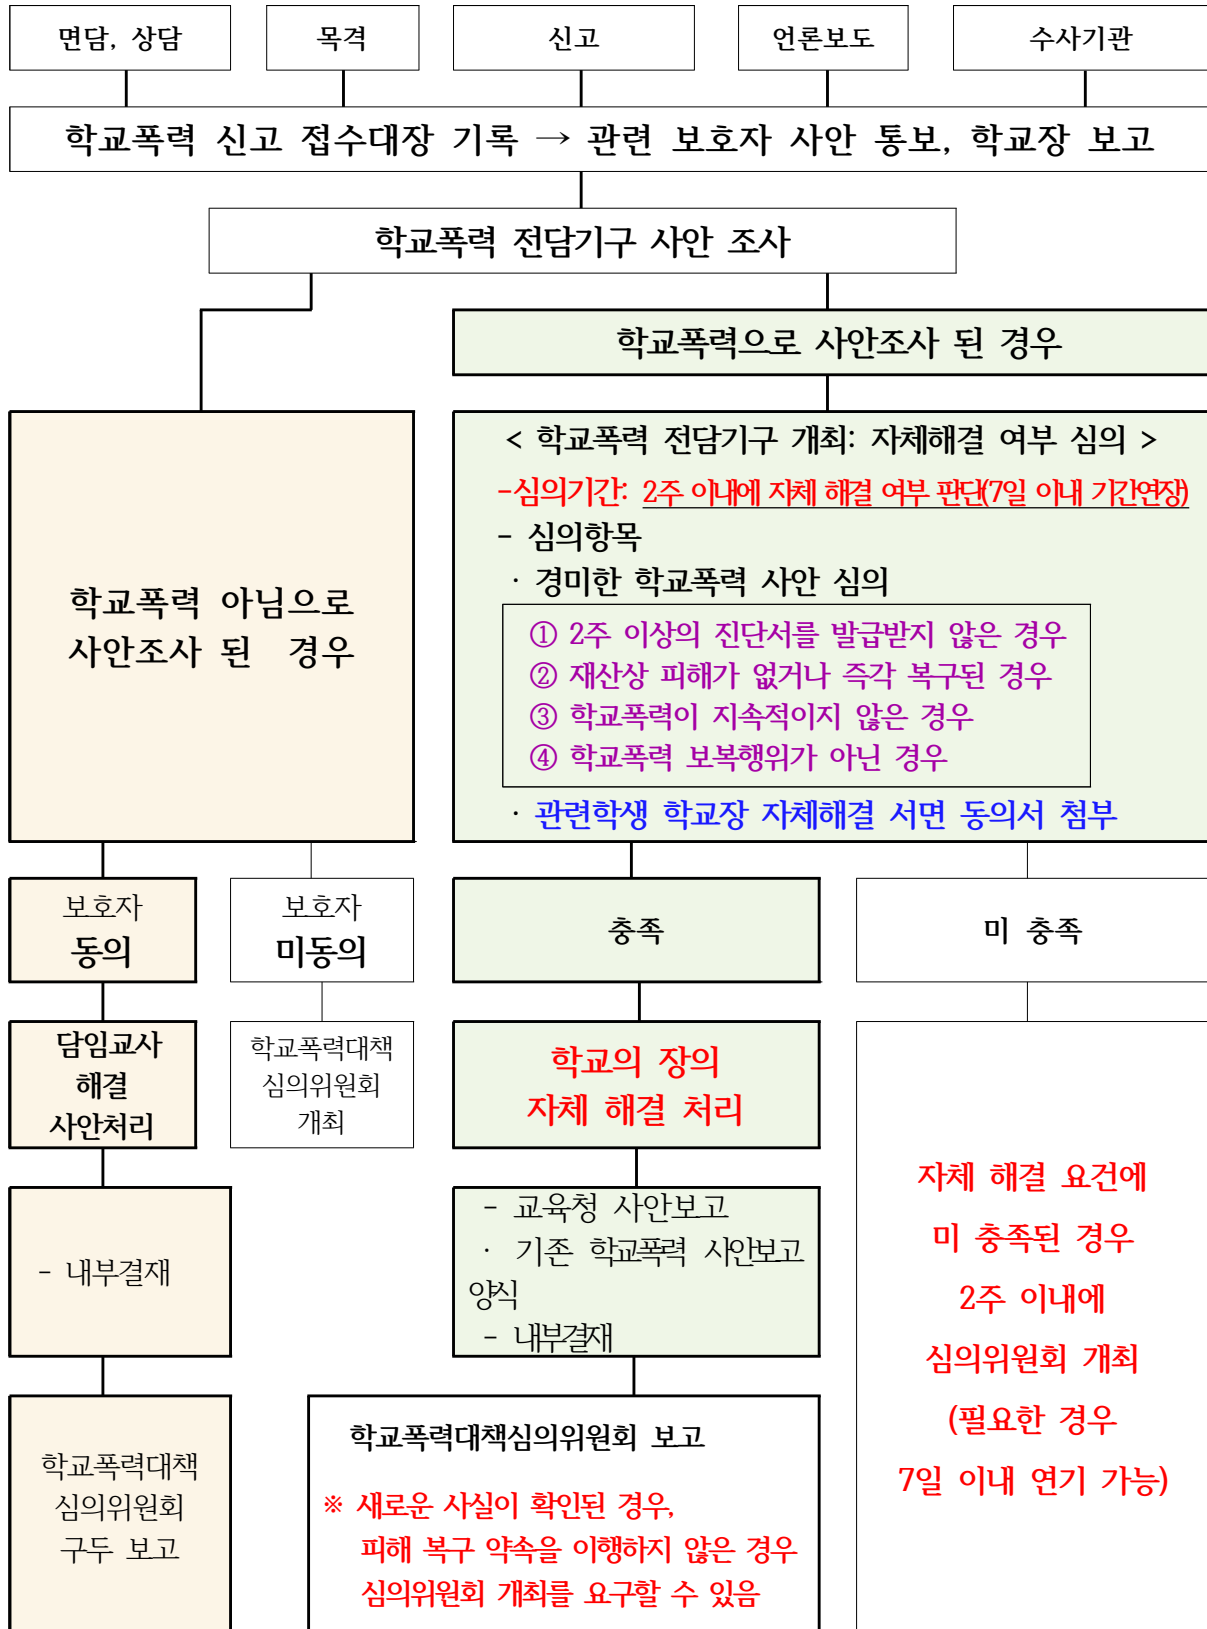 면담, 상담
목격
신고
언론보도
수사기관
학교폭력 신고 접수대장 기록 → 관련 보호자 사안 통보, 학교장 보고
학교폭력 전담기구 사안 조사
학교폭력으로 사안조사 된 경우
학교폭력 아님으로
사안조사 된 경우
< 학교폭력 전담기구 개최: 자체해결 여부 심의 >
-심의기간: 2주 이내에 자체 해결 여부 판단(7일 이내 기간연장)
- 심의항목
· 경미한 학교폭력 사안 심의
① 2주 이상의 진단서를 발급받지 않은 경우
② 재산상 피해가 없거나 즉각 복구된 경우
③ 학교폭력이 지속적이지 않은 경우
④ 학교폭력 보복행위가 아닌 경우
· 관련학생 학교장 자체해결 서면 동의서 첨부
보호자
동의
보호자
미동의
충족
미 충족
담임교사
해결
사안처리
학교폭력대책
심의위원회
개최
학교의 장의
자체 해결 처리
자체 해결 요건에
미 충족된 경우
2주 이내에
심의위원회 개최
(필요한 경우
7일 이내 연기 가능)
- 내부결재
- 교육청 사안보고
· 기존 학교폭력 사안보고
양식
- 내부결재
학교폭력대책
심의위원회
구두 보고
학교폭력대책심의위원회 보고
※ 새로운 사실이 확인된 경우,
피해 복구 약속을 이행하지 않은 경우
심의위원회 개최를 요구할 수 있음